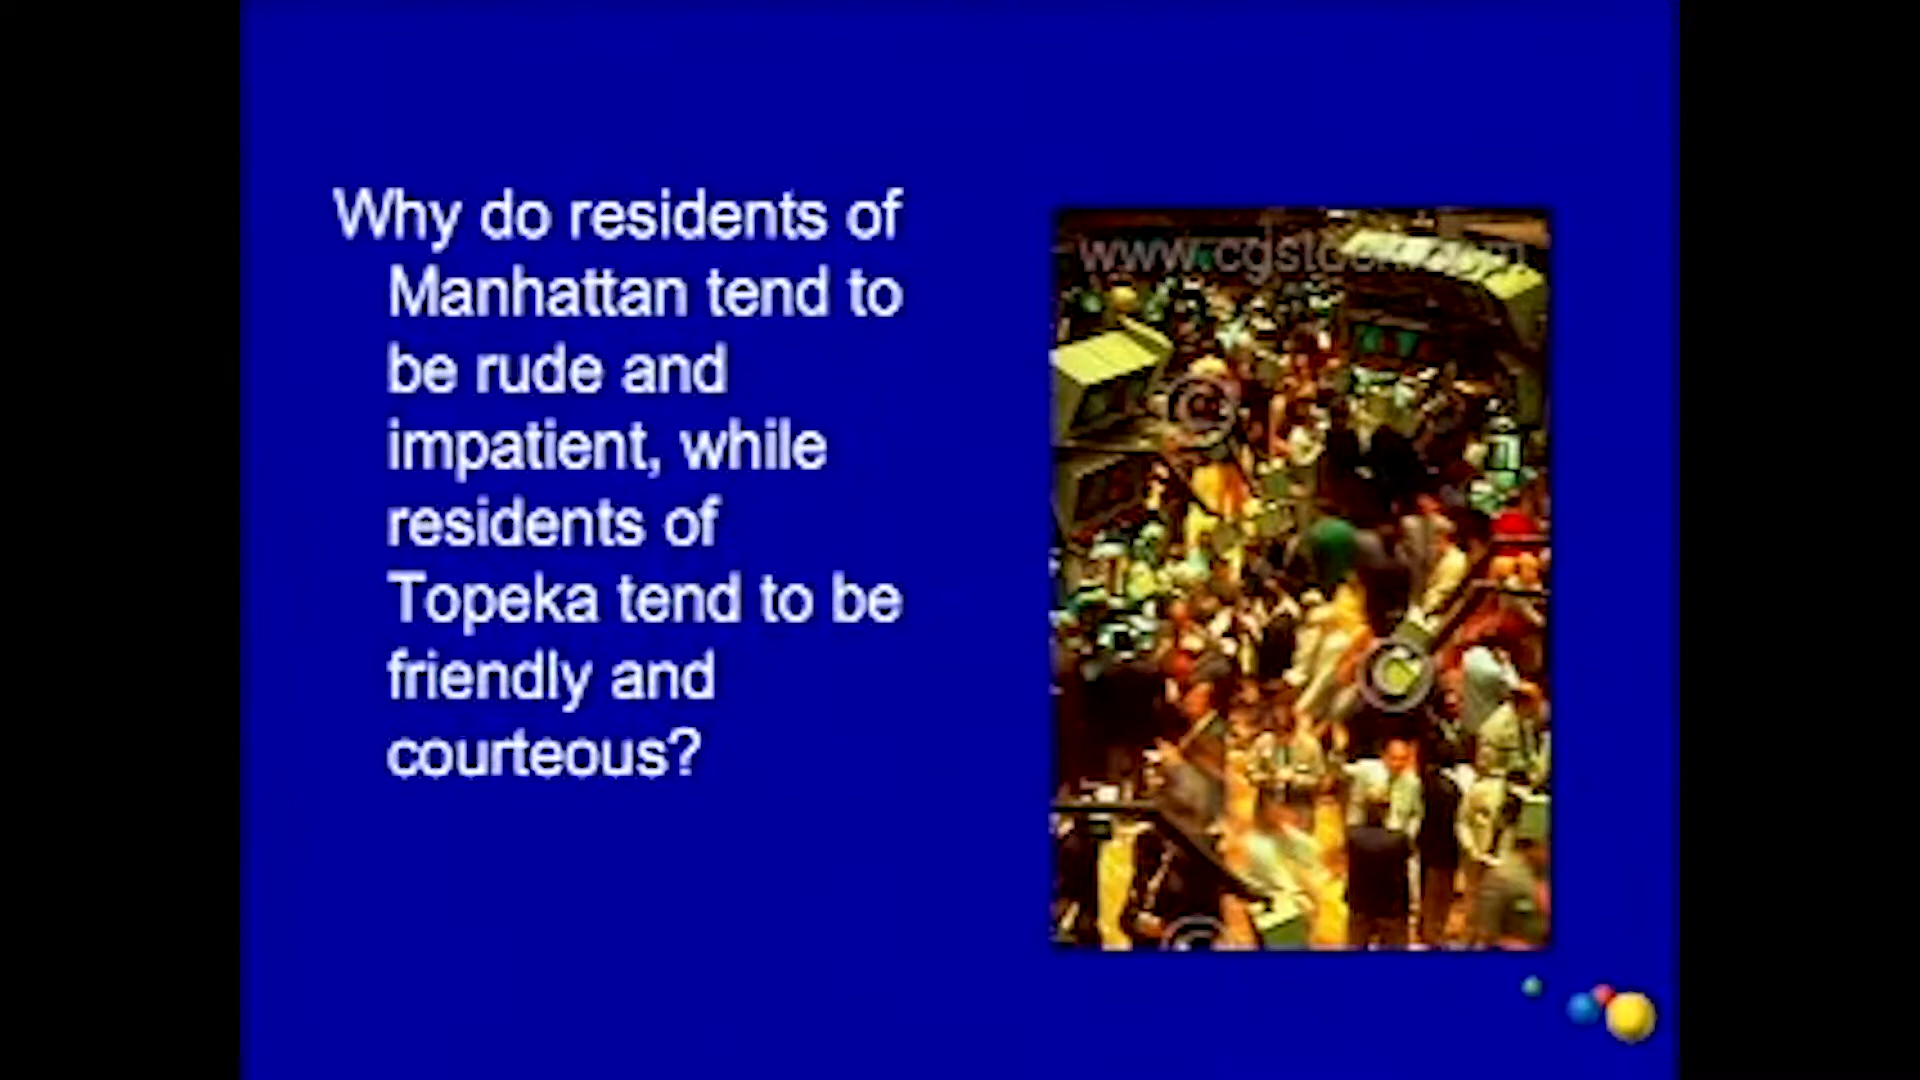 Why do residents of
Manhattan tend to
be rude and
impatient, while
residents of
Topeka tend to be
friendly and
courteous?
©
©